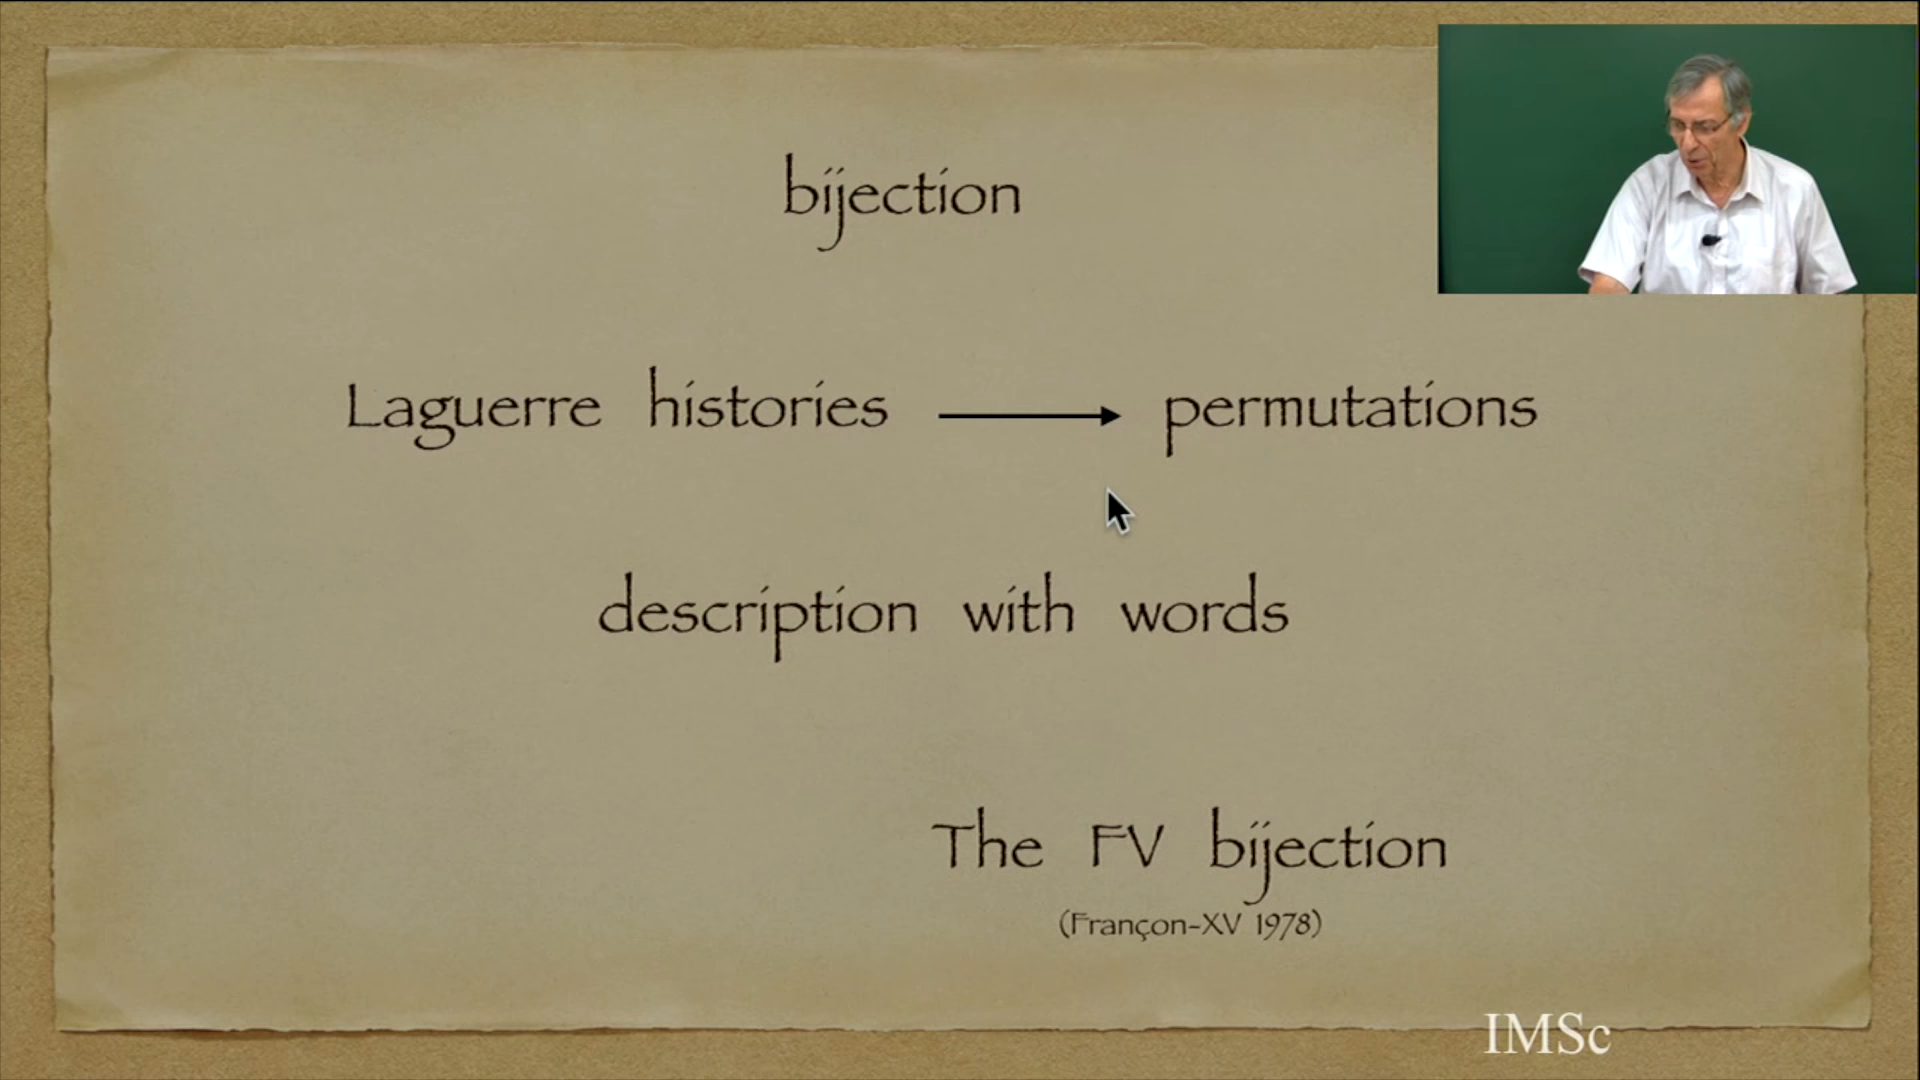 bijection
Laguerre histories → permutations
description with words
The FV bijection
(Françon-XV 1978)
IMSc